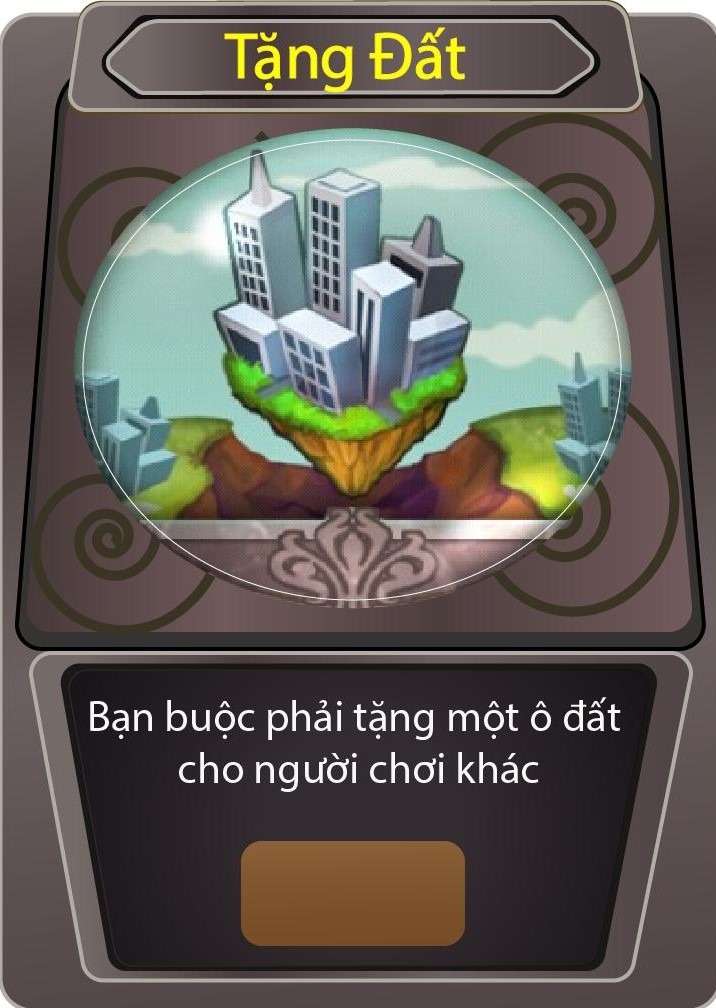 Tặng Đất
Bạn buộc phải tặng một ô đất
cho người chơi khác